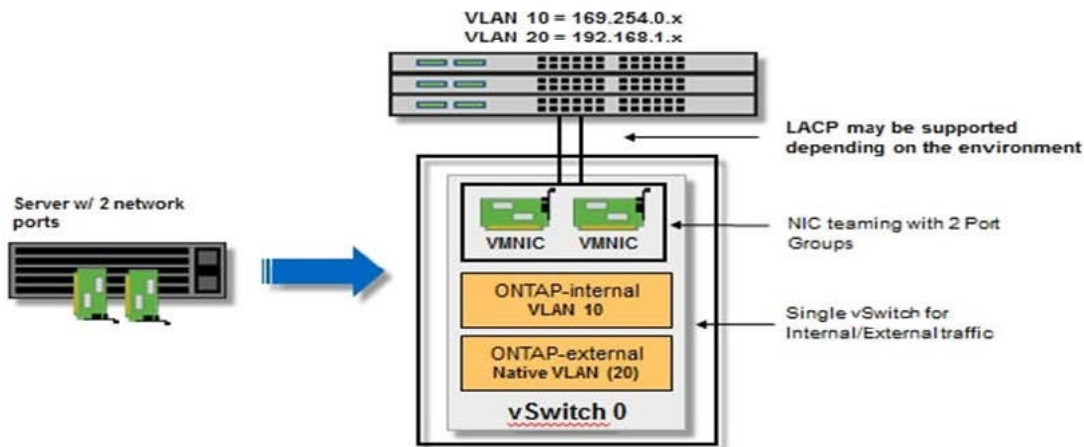 VLAN 10 = 169.254.0.x
VLAN 20 = 192.168.1.x
LACP may be supported
depending on the environment
Server w/ 2 network
ports
VMNIC
VMNIC
NIC teaming with 2 Port
Groups
ONTAP-internal
VLAN 10
Single vSwitch for
Internal/External traffic
ONTAP-external
Native VLAN (20)
vSwitch 0